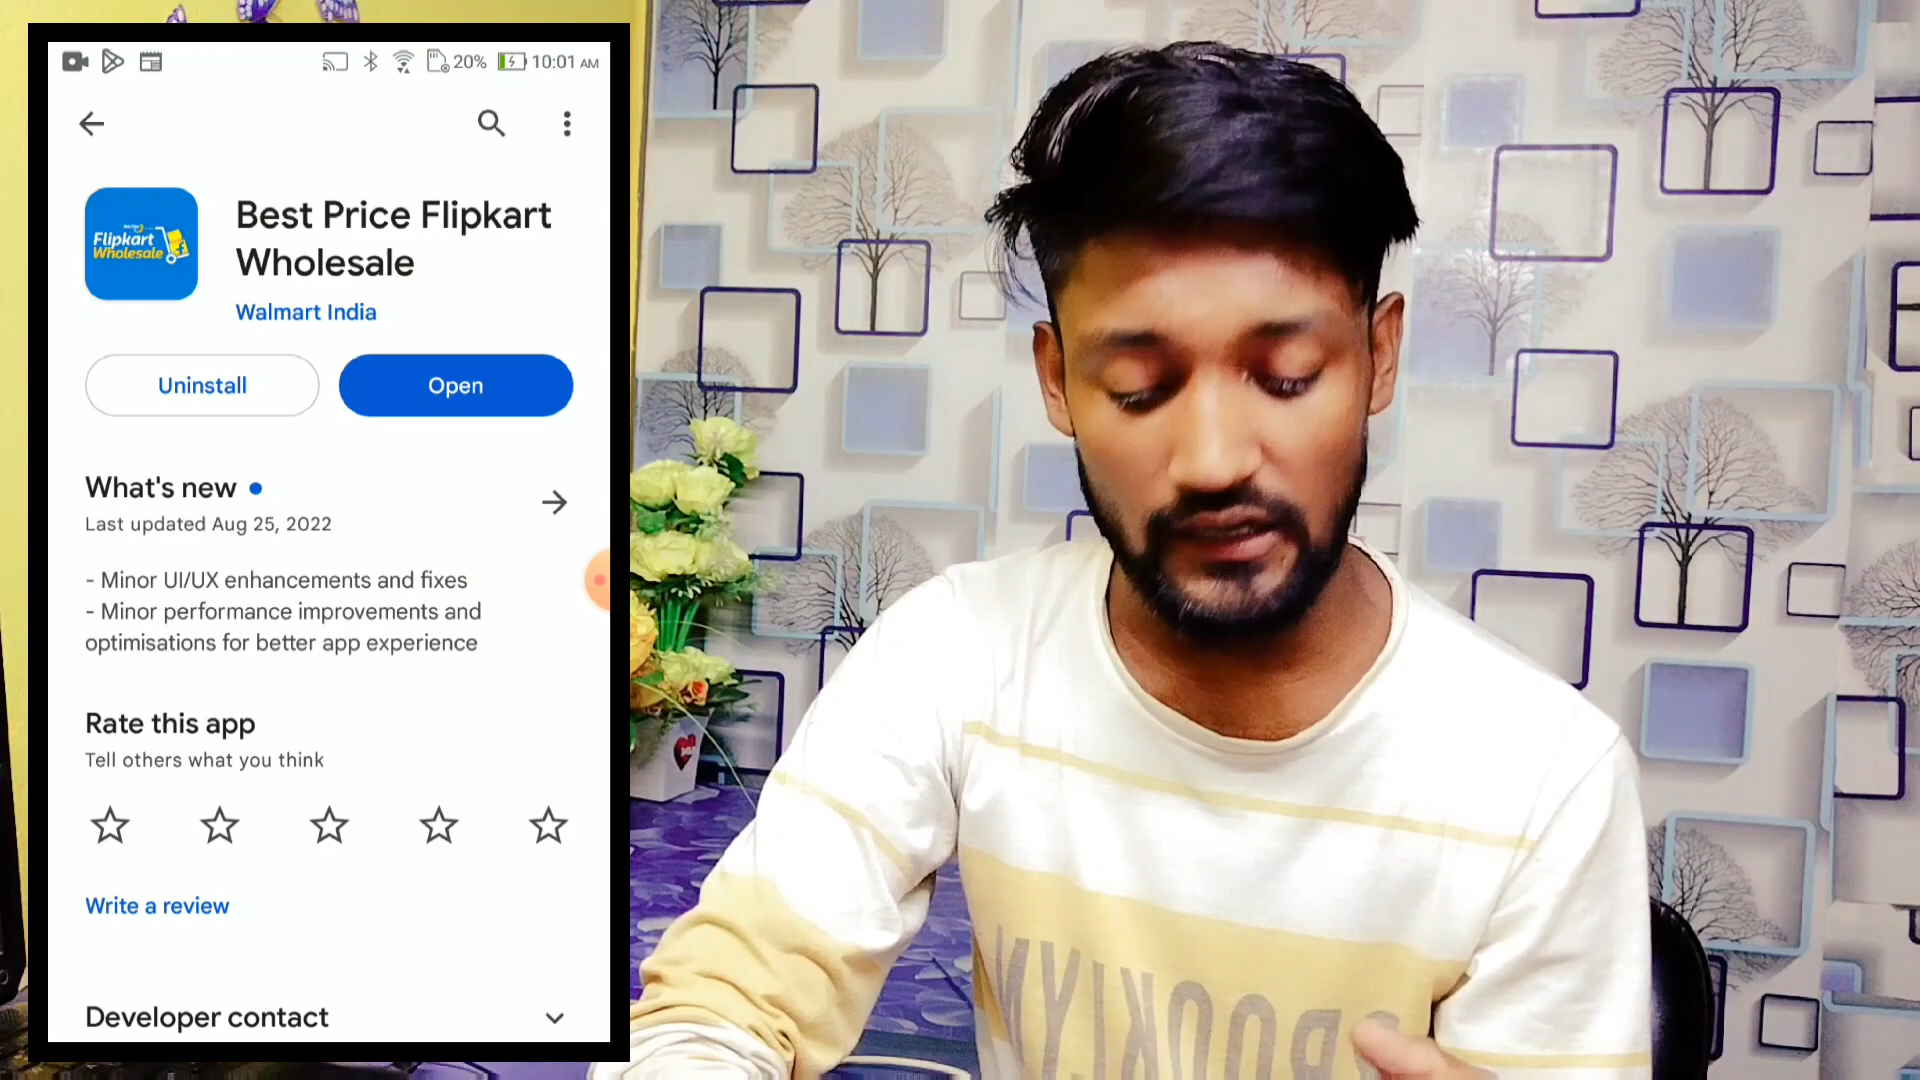 20% 10:01 AM
Flipkart
Wholesale
Best Price Flipkart
Wholesale
Walmart India
Uninstall
Open
What's new
Last updated Aug 25, 2022
- Minor UI/UX enhancements and fixes
- Minor performance improvements and
optimisations for better app experience
Rate this app
Tell others what you think
Write a review
Developer contact
BROOKLYN